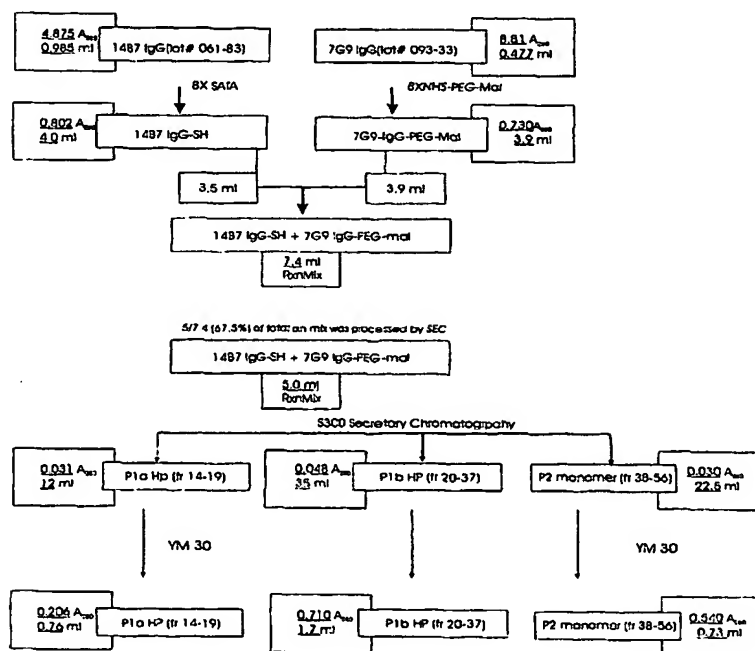 4.875 A₂₈₀
0.985 ml
14B7 IgG(lot# 061-83)
7G9 IgG (lot# 093-33)
8.81 A₂₈₀
0.477 ml
8X SATA
8XNHS-PEG-Mal
0.802 A₂₈₀
4.0 ml
14B7 IgG-SH
7G9-IgG-PEG-Mal
0.730A₂₈₀
3.9 ml
3.5 ml
3.9 ml
14B7 IgG-SH + 7G9 IgG-PEG-mal
7.4 ml
RxnMix
5/7.4 (67.5%) of total mix was processed by SEC
14B7 IgG-SH + 7G9 IgG-PEG-mal
5.0 ml
RxnMix
S300 Secretary Chromatogrpahy
0.031 A₂₈₀
12 ml
P1a Hp (fr 14-19)
0.048 A₂₈₀
35 ml
P1b HP (fr 20-37)
P2 monomer (fr 38-56)
0.030 A₂₈₀
22.5 ml
YM 30
YM 30
0.206 A₂₈₀
0.76 ml
P1a HP (fr 14-19)
0.710 A₂₈₀
1.7 ml
P1b HP (fr 20-37)
P2 monomer (fr 38-56)
0.540 A₂₈₀
0.73 ml